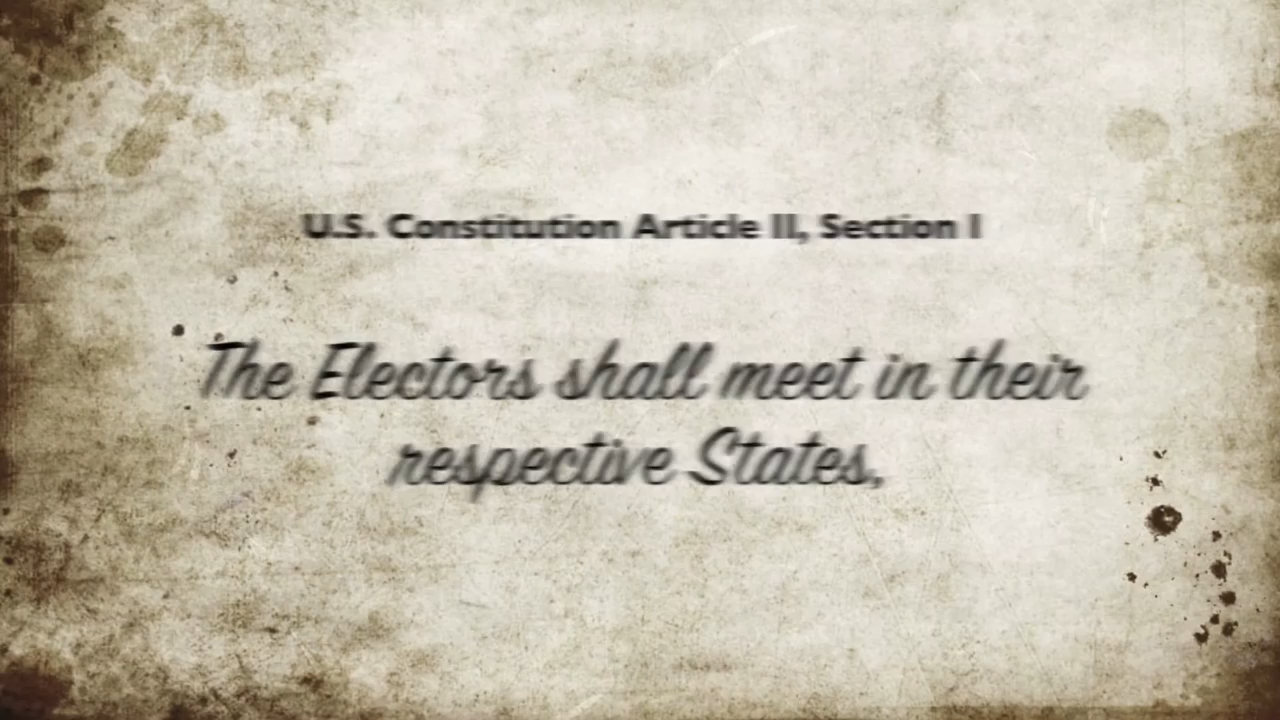 U.S. Constitution Article II, Section I
The Electors shall meet in their
respective States,